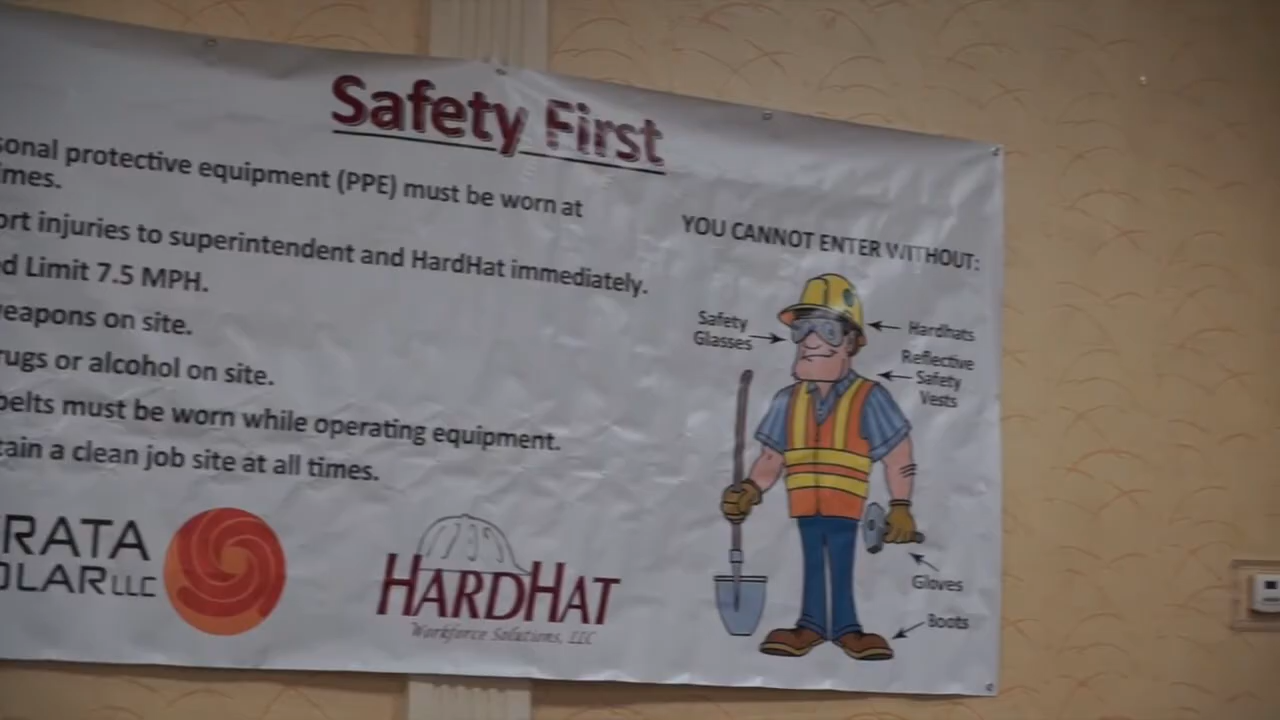 Safety First
sonal protective equipment (PPE) must be worn at
imes.
ort injuries to superintendent and HardHat immediately.
d Limit 7.5 MPH.
weapons on site.
rugs or alcohol on site.
belts must be worn while operating equipment.
tain a clean job site at all times.
YOU CANNOT ENTER WITHOUT:
Safety
Glasses
Hardhats
Reflective
Safety
Vests
Gloves
Boots
RATA
OLAR LLC
HARDHAT
Workforce Solutions, LLC